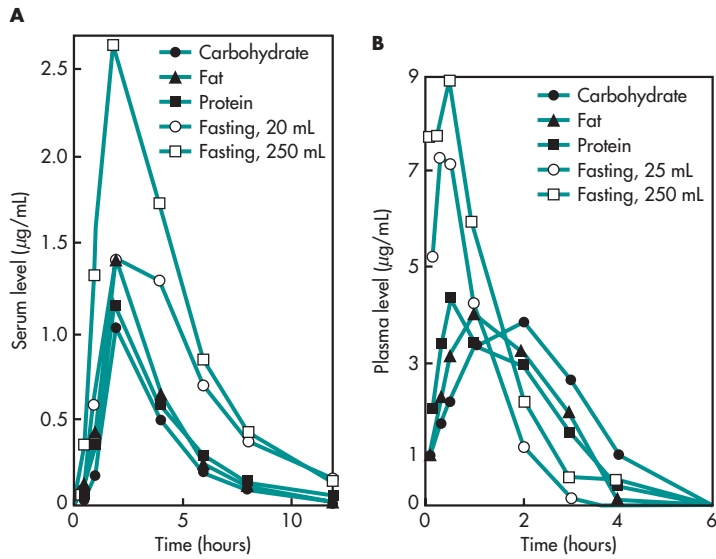 A
Serum level (µg/mL)
2.5
2.0
1.5
1.0
0.5
0
0
5
10
Time (hours)
Carbohydrate
Fat
Protein
Fasting, 20 mL
Fasting, 250 mL
B
Plasma level (µg/mL)
9
7
5
3
1
0
0
2
4
6
Time (hours)
Carbohydrate
Fat
Protein
Fasting, 25 mL
Fasting, 250 mL